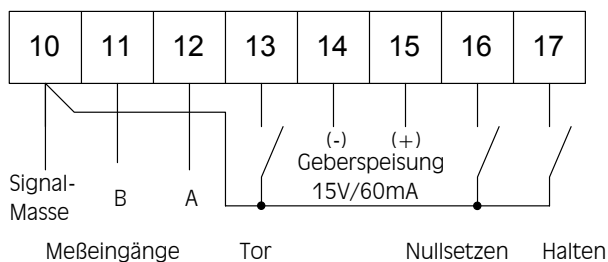 10 11 12 13 14 15 16 17
(-) (+)
Geberspeisung
15V/60mA
Signal-
Masse
B A
Meßeingänge Tor Nullsetzen Halten